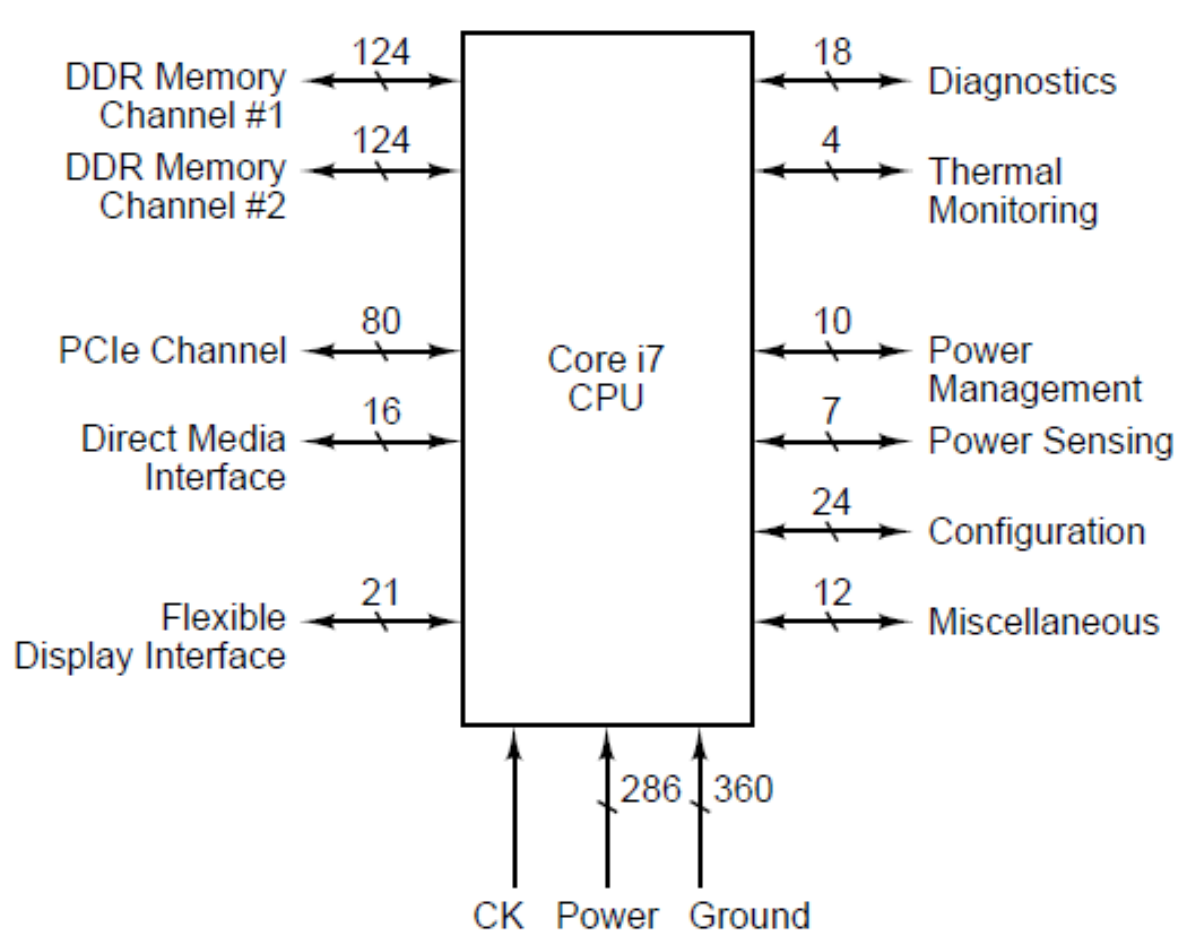 124
DDR Memory
Channel #1
124
DDR Memory
Channel #2
80
PCIe Channel
16
Direct Media
Interface
21
Flexible
Display Interface
Core i7
CPU
18
Diagnostics
4
Thermal
Monitoring
10
Power
Management
7
Power Sensing
24
Configuration
12
Miscellaneous
286
360
CK
Power
Ground